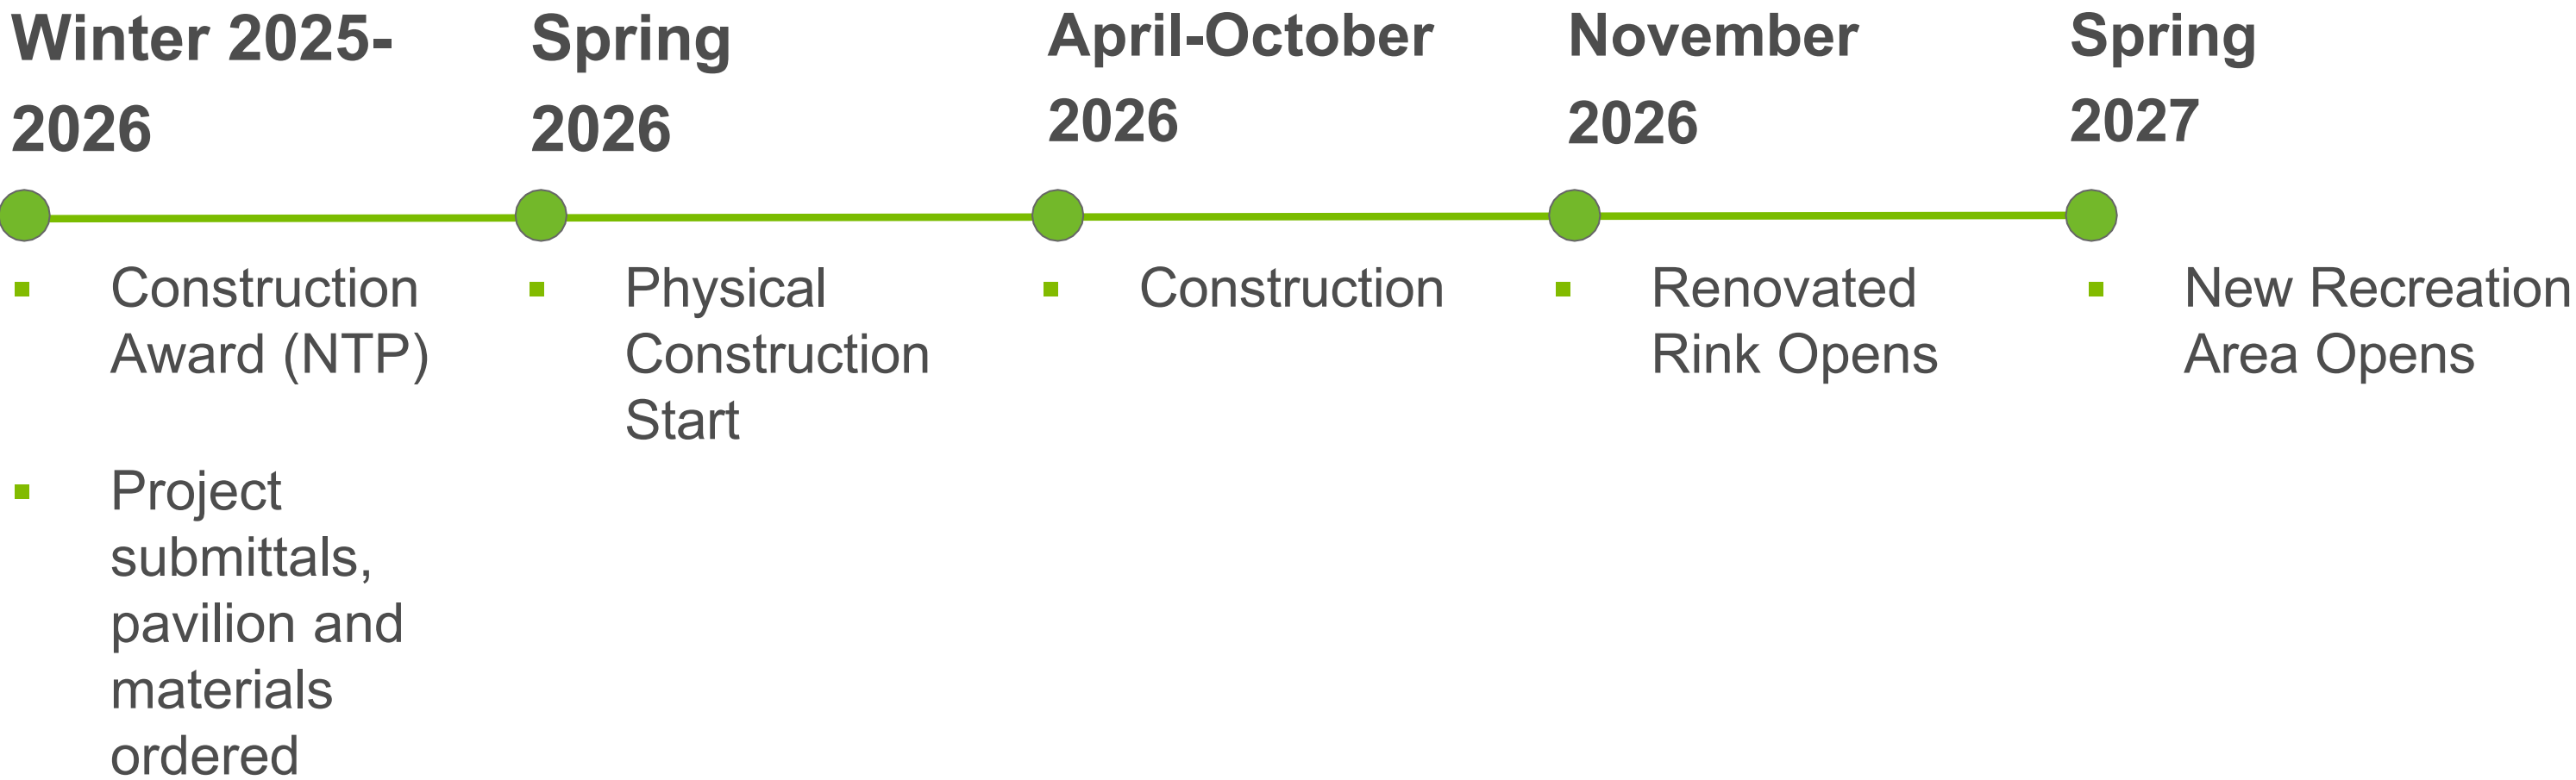 Winter 2025-
2026
Spring
2026
April-October
2026
November
2026
Spring
2027
▪ Construction
Award (NTP)
▪ Project
submittals,
pavilion and
materials
ordered
▪ Physical
Construction
Start
▪ Construction
▪ Renovated
Rink Opens
▪ New Recreation
Area Opens